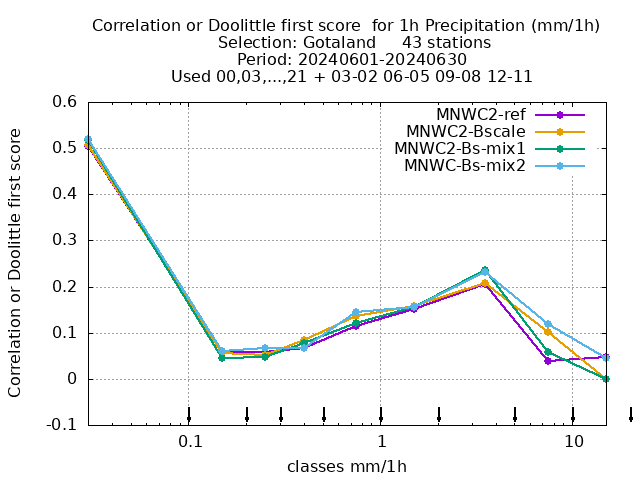 Correlation or Doolittle first score  for 1h Precipitation (mm/1h)
Selection: Gotaland     43 stations
Period: 20240601-20240630
Used 00,03,...,21 + 03-02 06-05 09-08 12-11
MNWC2-ref
MNWC2-Bscale
MNWC2-Bs-mix1
MNWC-Bs-mix2
Correlation or Doolittle first score
0.6
0.5
0.4
0.3
0.2
0.1
0
-0.1
0.1 1 10
classes mm/1h